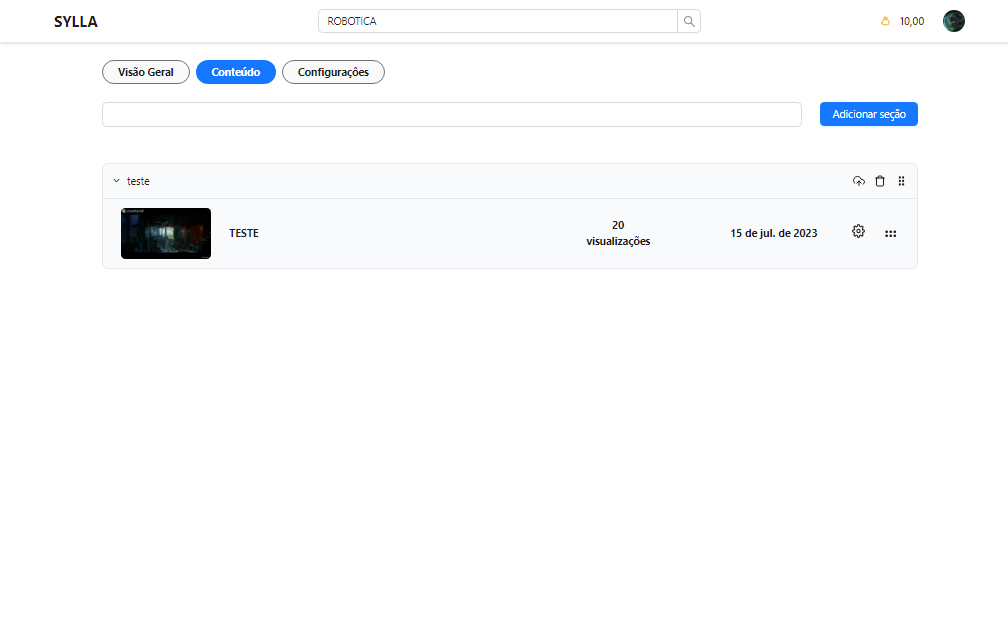 SYLLA
ROBOTICA
10,00
Visão Geral
Conteúdo
Configurações
Adicionar seção
teste
TESTE
20
visualizações
15 de jul. de 2023